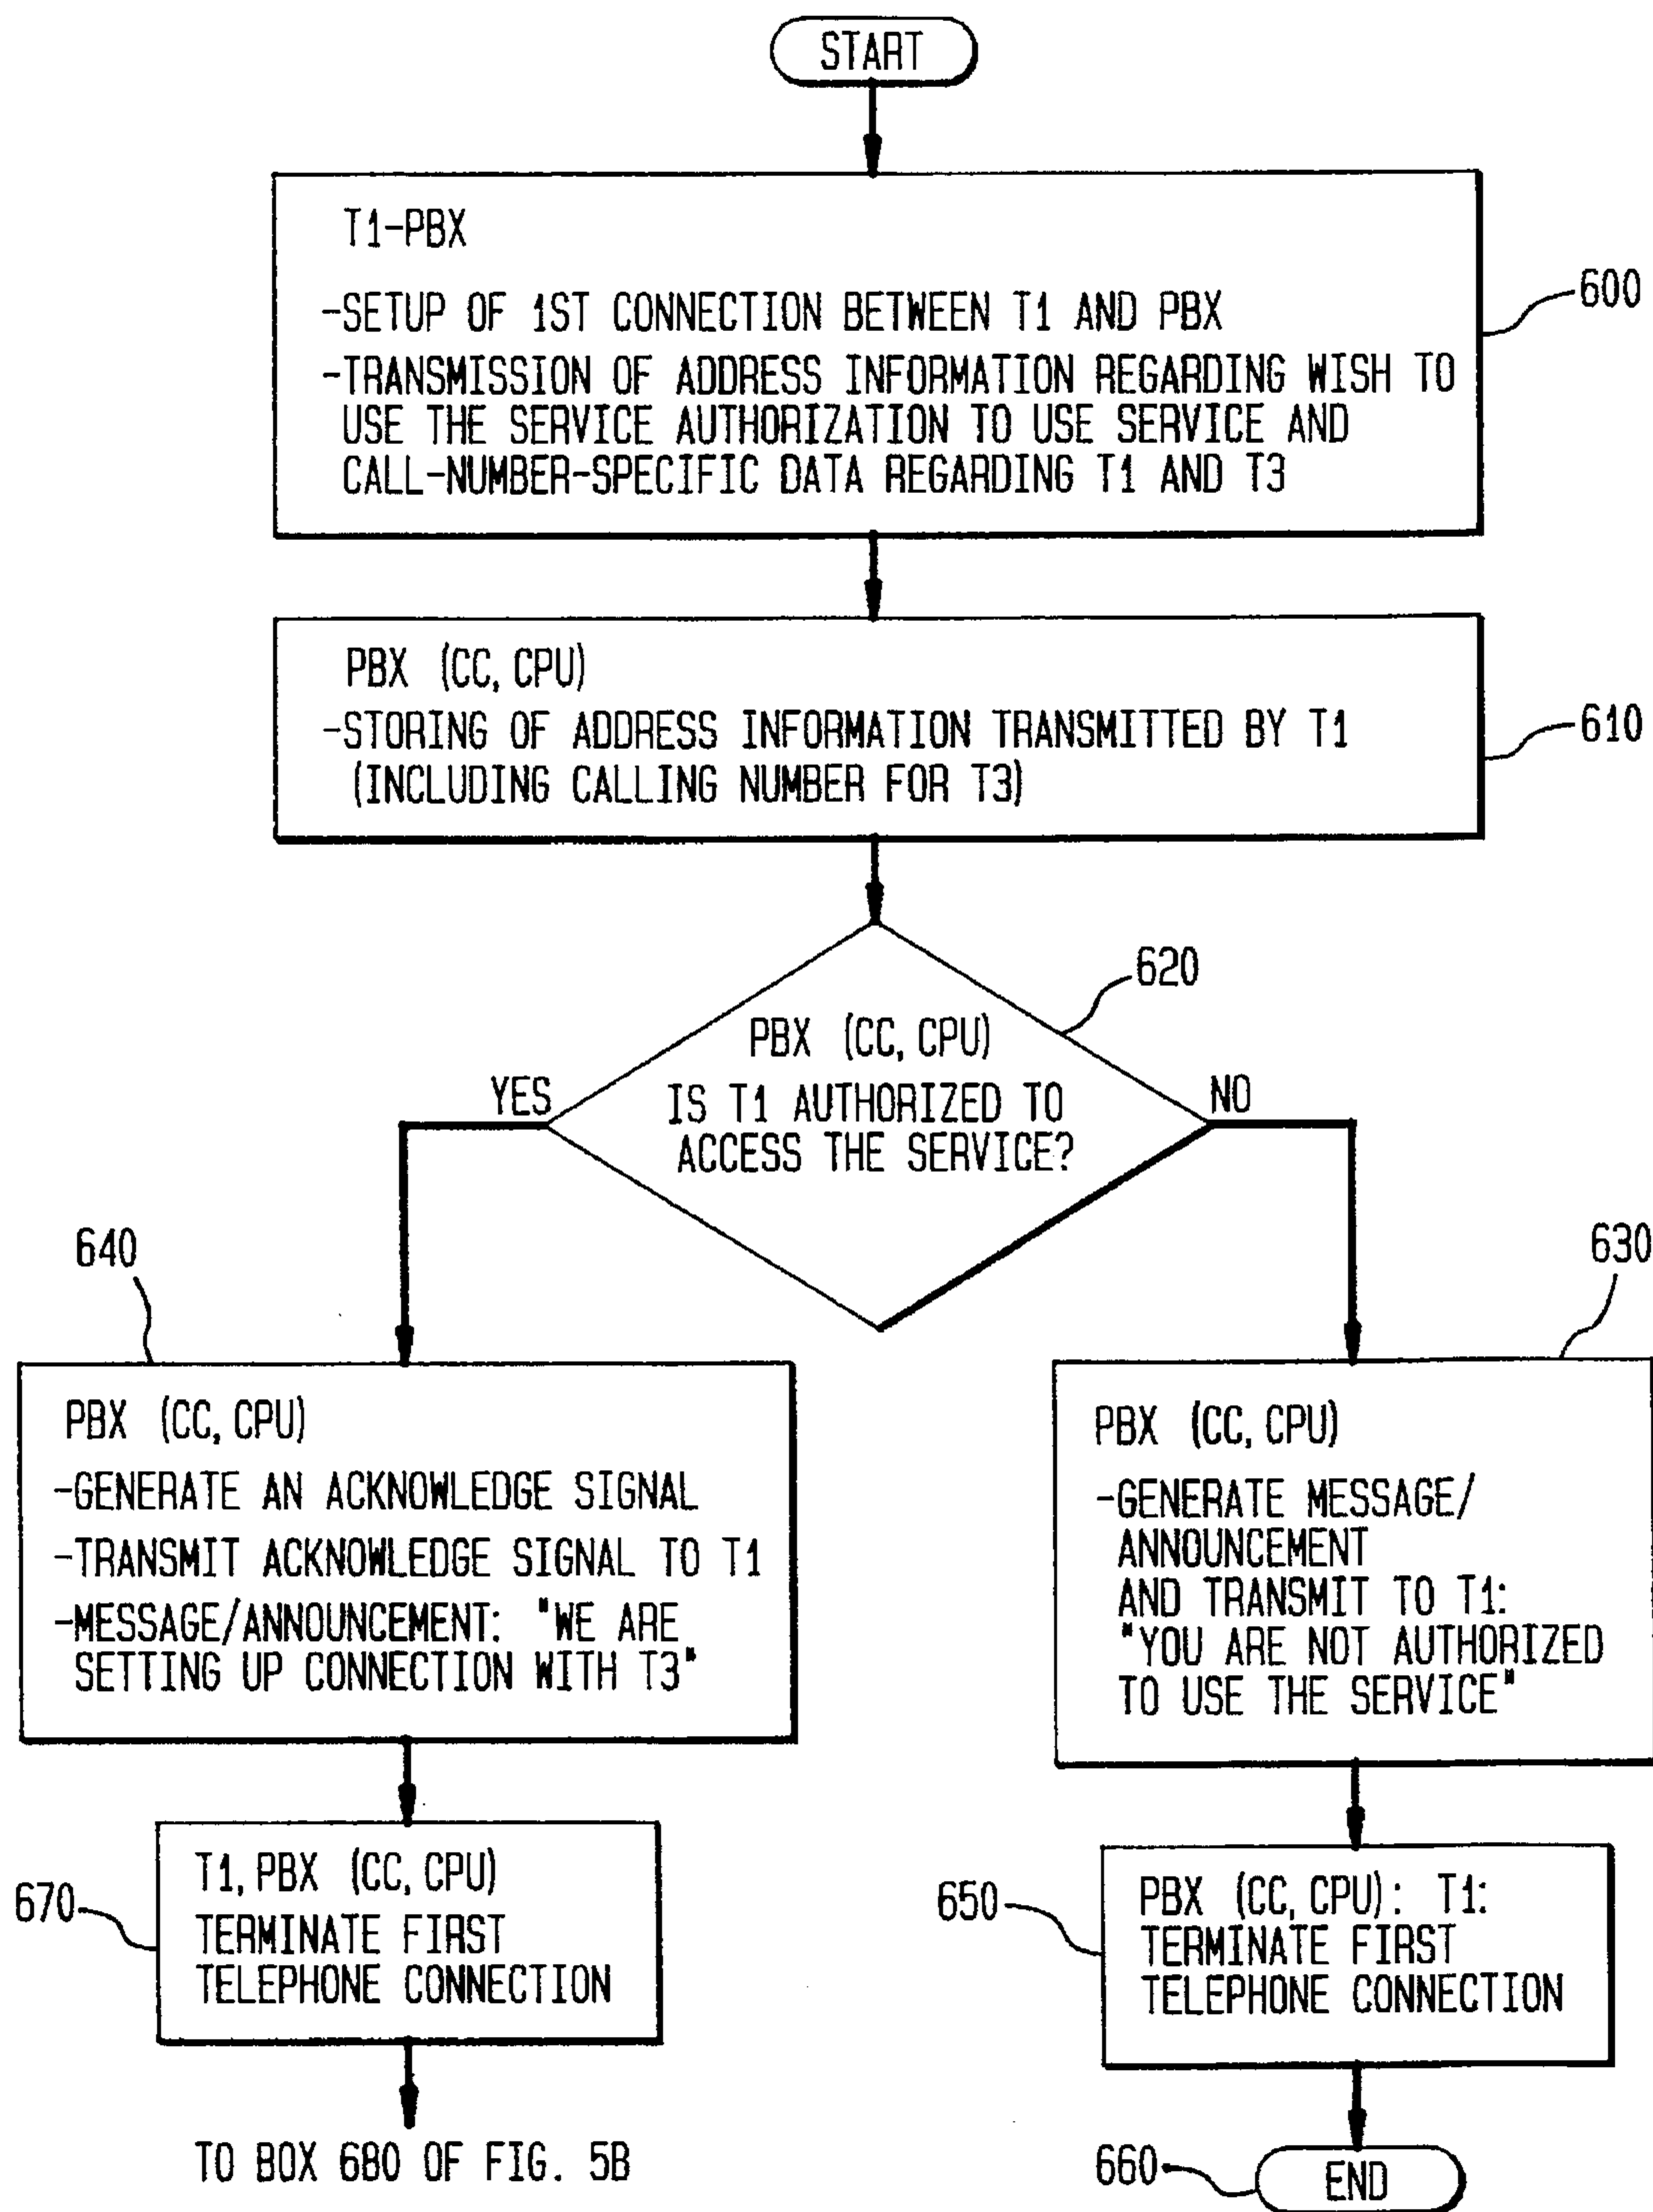 START
T1-PBX
-SETUP OF 1ST CONNECTION BETWEEN T1 AND PBX
-TRANSMISSION OF ADDRESS INFORMATION REGARDING WISH TO
USE THE SERVICE AUTHORIZATION TO USE SERVICE AND
CALL-NUMBER-SPECIFIC DATA REGARDING T1 AND T3
600
PBX (CC, CPU)
-STORING OF ADDRESS INFORMATION TRANSMITTED BY T1
(INCLUDING CALLING NUMBER FOR T3)
610
620
PBX (CC, CPU)
IS T1 AUTHORIZED TO
ACCESS THE SERVICE?
YES
NO
640
PBX (CC, CPU)
-GENERATE AN ACKNOWLEDGE SIGNAL
-TRANSMIT ACKNOWLEDGE SIGNAL TO T1
-MESSAGE/ANNOUNCEMENT: "WE ARE
SETTING UP CONNECTION WITH T3"
630
PBX (CC, CPU)
-GENERATE MESSAGE/
ANNOUNCEMENT
AND TRANSMIT TO T1:
"YOU ARE NOT AUTHORIZED
TO USE THE SERVICE"
670
T1, PBX (CC, CPU)
TERMINATE FIRST
TELEPHONE CONNECTION
650
PBX (CC, CPU): T1:
TERMINATE FIRST
TELEPHONE CONNECTION
TO BOX 680 OF FIG. 5B
660
END